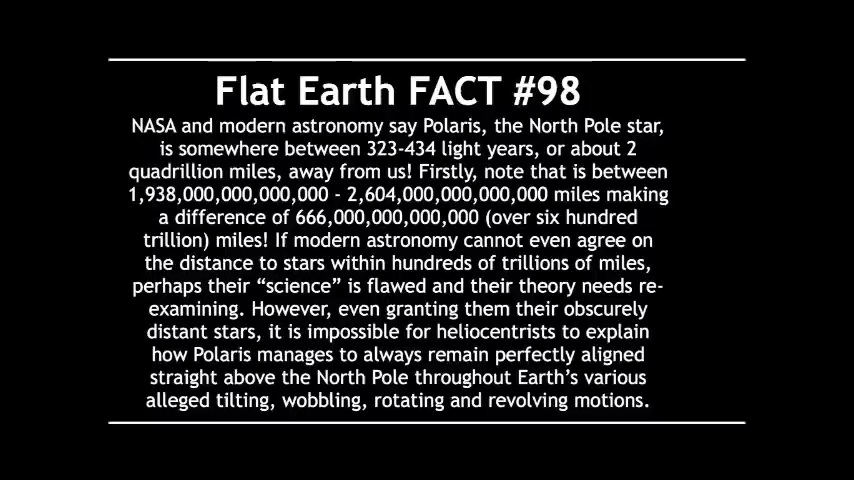 Flat Earth FACT #98
NASA and modern astronomy say Polaris, the North Pole star,
is somewhere between 323-434 light years, or about 2
quadrillion miles, away from us! Firstly, note that is between
1,938,000,000,000,000 - 2,604,000,000,000,000 miles making
a difference of 666,000,000,000,000 (over six hundred
trillion) miles! If modern astronomy cannot even agree on
the distance to stars within hundreds of trillions of miles,
perhaps their “science” is flawed and their theory needs re-
examining. However, even granting them their obscurely
distant stars, it is impossible for heliocentrists to explain
how Polaris manages to always remain perfectly aligned
straight above the North Pole throughout Earth’s various
alleged tilting, wobbling, rotating and revolving motions.